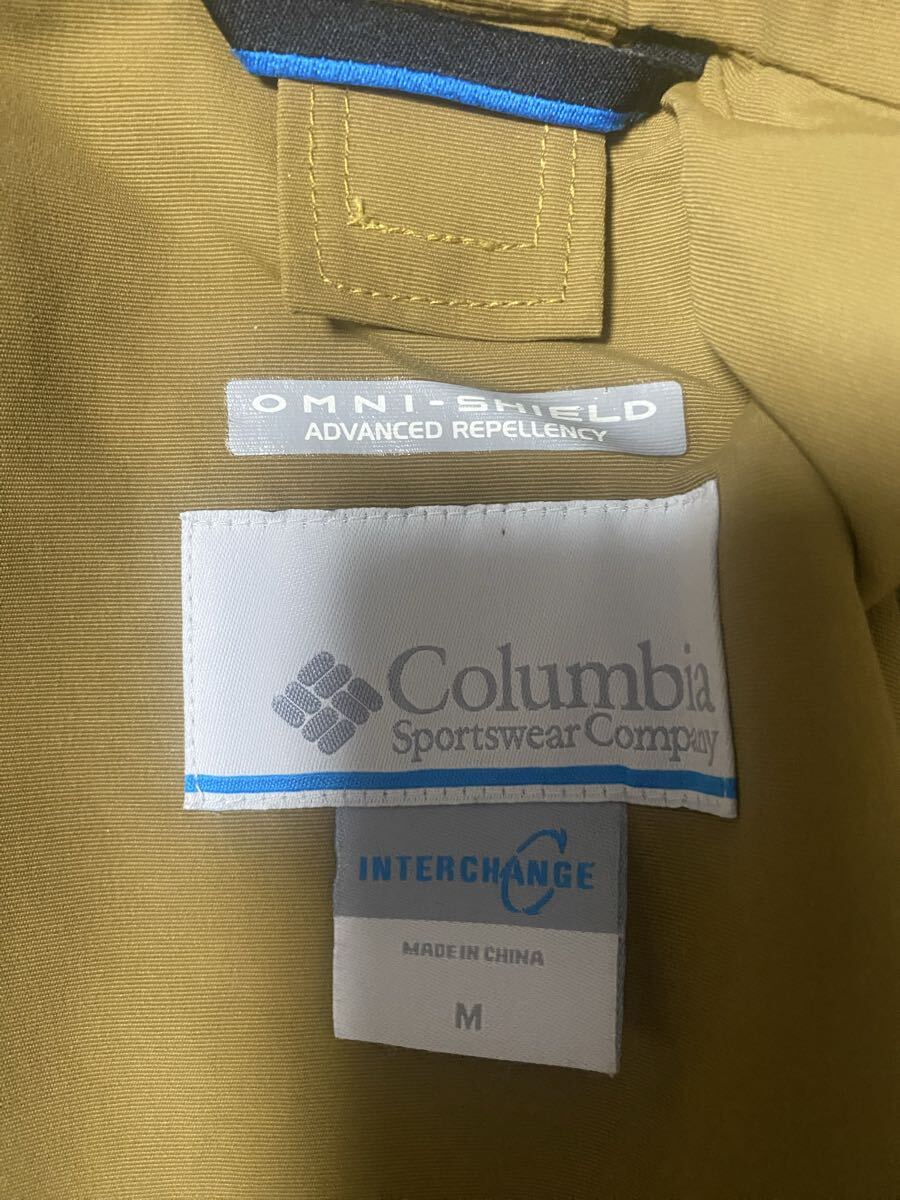 OMNI-SHIELD
ADVANCED REPELLENCY
Columbia
Sportswear Company
INTERCHANGE
MADE IN CHINA
M